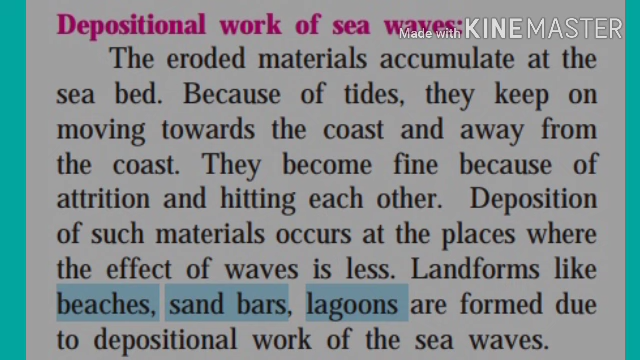 Depositional work of sea waves:
Made with KINEMASTER
The eroded materials accumulate at the
sea bed. Because of tides, they keep on
moving towards the coast and away from
the coast. They become fine because of
attrition and hitting each other. Deposition
of such materials occurs at the places where
the effect of waves is less. Landforms like
beaches, sand bars, lagoons are formed due
to depositional work of the sea waves.